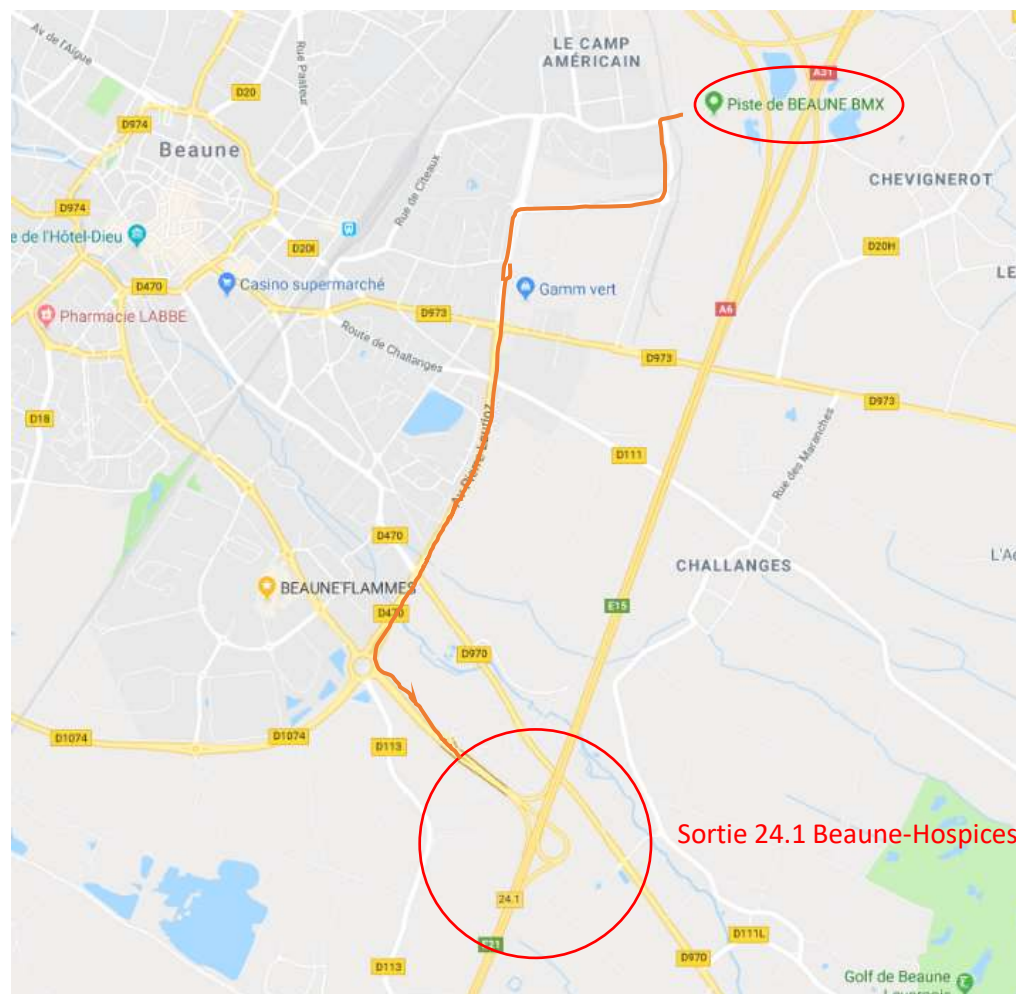 Av de l'Aigue
Rue Pasteur
LE CAMP
AMÉRICAIN
A31
D20
Piste de BEAUNE BMX
D974
Beaune
Rue de Cîteaux
CHEVIGNEROT
D974
e de l'Hôtel-Dieu
D20I
D20H
LE
D470
Casino supermarché
Gamm vert
Pharmacie LABBE
D973
A6
Route de Challanges
D973
D973
D18
Av Pierre Louftoz
D111
Rue des Maranches
D470
L'A
CHALLANGES
BEAUNE'FLAMMES
D470
E15
D970
D1074
D1074
D113
Sortie 24.1 Beaune-Hospices
24.1
D111L
E21
D113
D970
Golf de Beaune